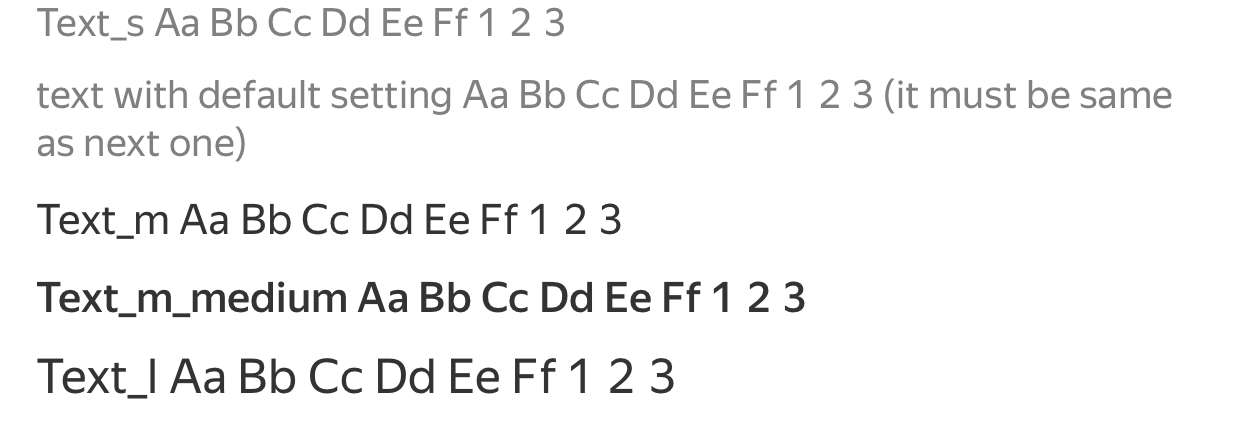 Text_s Aa Bb Cc Dd Ee Ff 1 2 3
text with default setting Aa Bb Cc Dd Ee Ff 1 2 3 (it must be same
as next one)
Text_m Aa Bb Cc Dd Ee Ff 1 2 3
Text_m_medium Aa Bb Cc Dd Ee Ff 1 2 3
Text_l Aa Bb Cc Dd Ee Ff 1 2 3